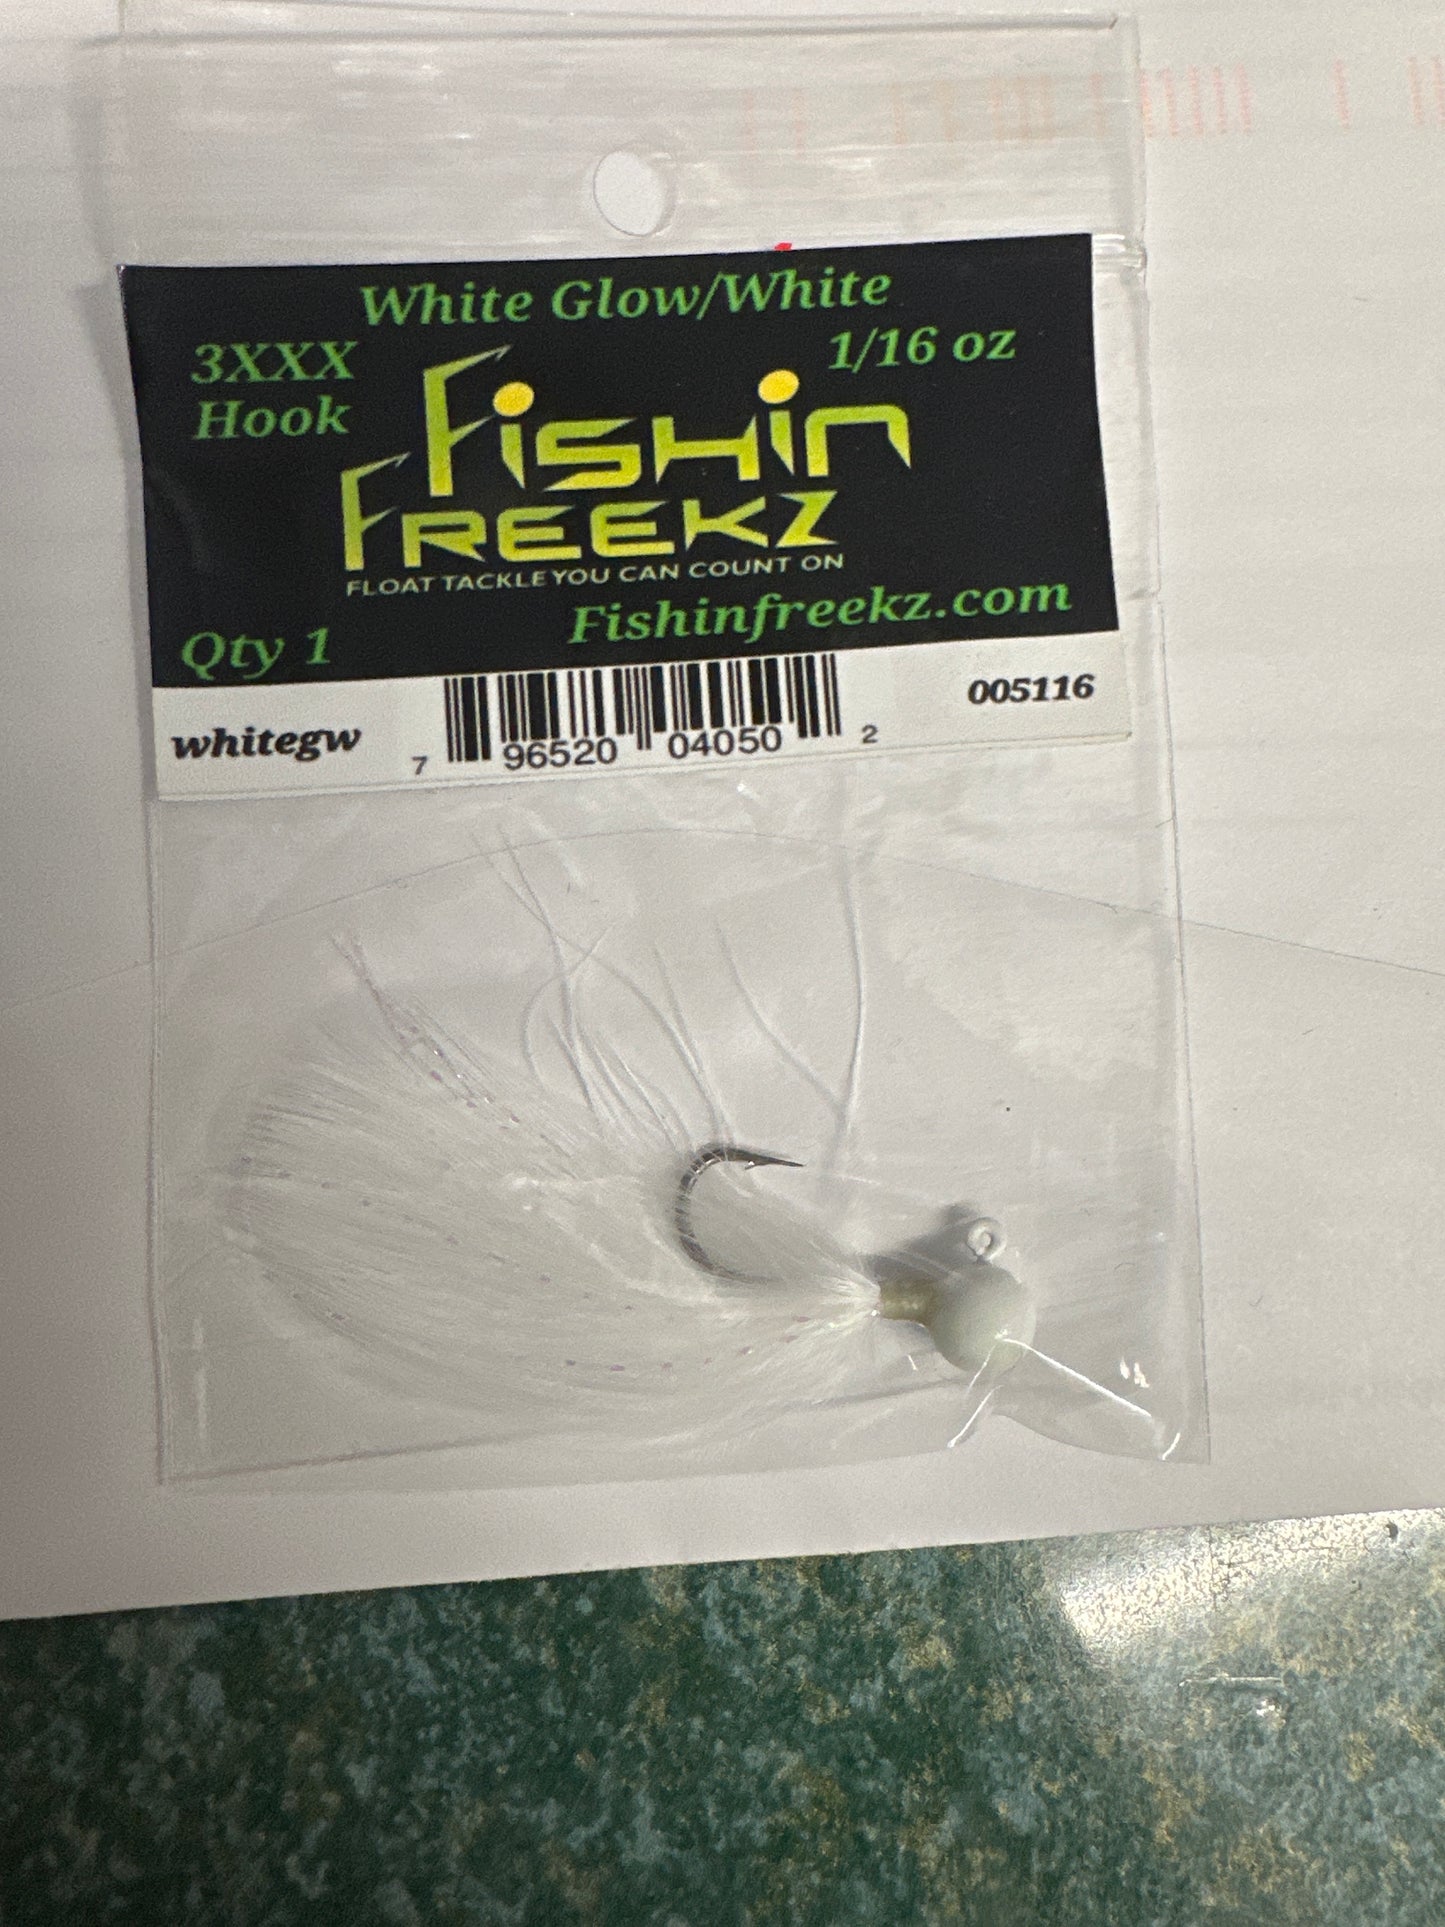 White Glow/White
3XXX
Hook
1/16 oz
Fishin
FREEKZ
FLOAT TACKLE YOU CAN COUNT ON
Fishinfreekz.com
Qty 1
whitegw
7 96520 04050 2
005116